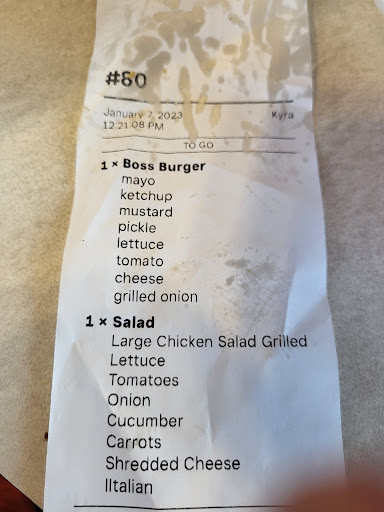 #80
January 7, 2023 Kyra
12:21:08 PM
TO GO
1 × Boss Burger
mayo
ketchup
mustard
pickle
lettuce
tomato
cheese
grilled onion
1 × Salad
Large Chicken Salad Grilled
Lettuce
Tomatoes
Onion
Cucumber
Carrots
Shredded Cheese
IItalian